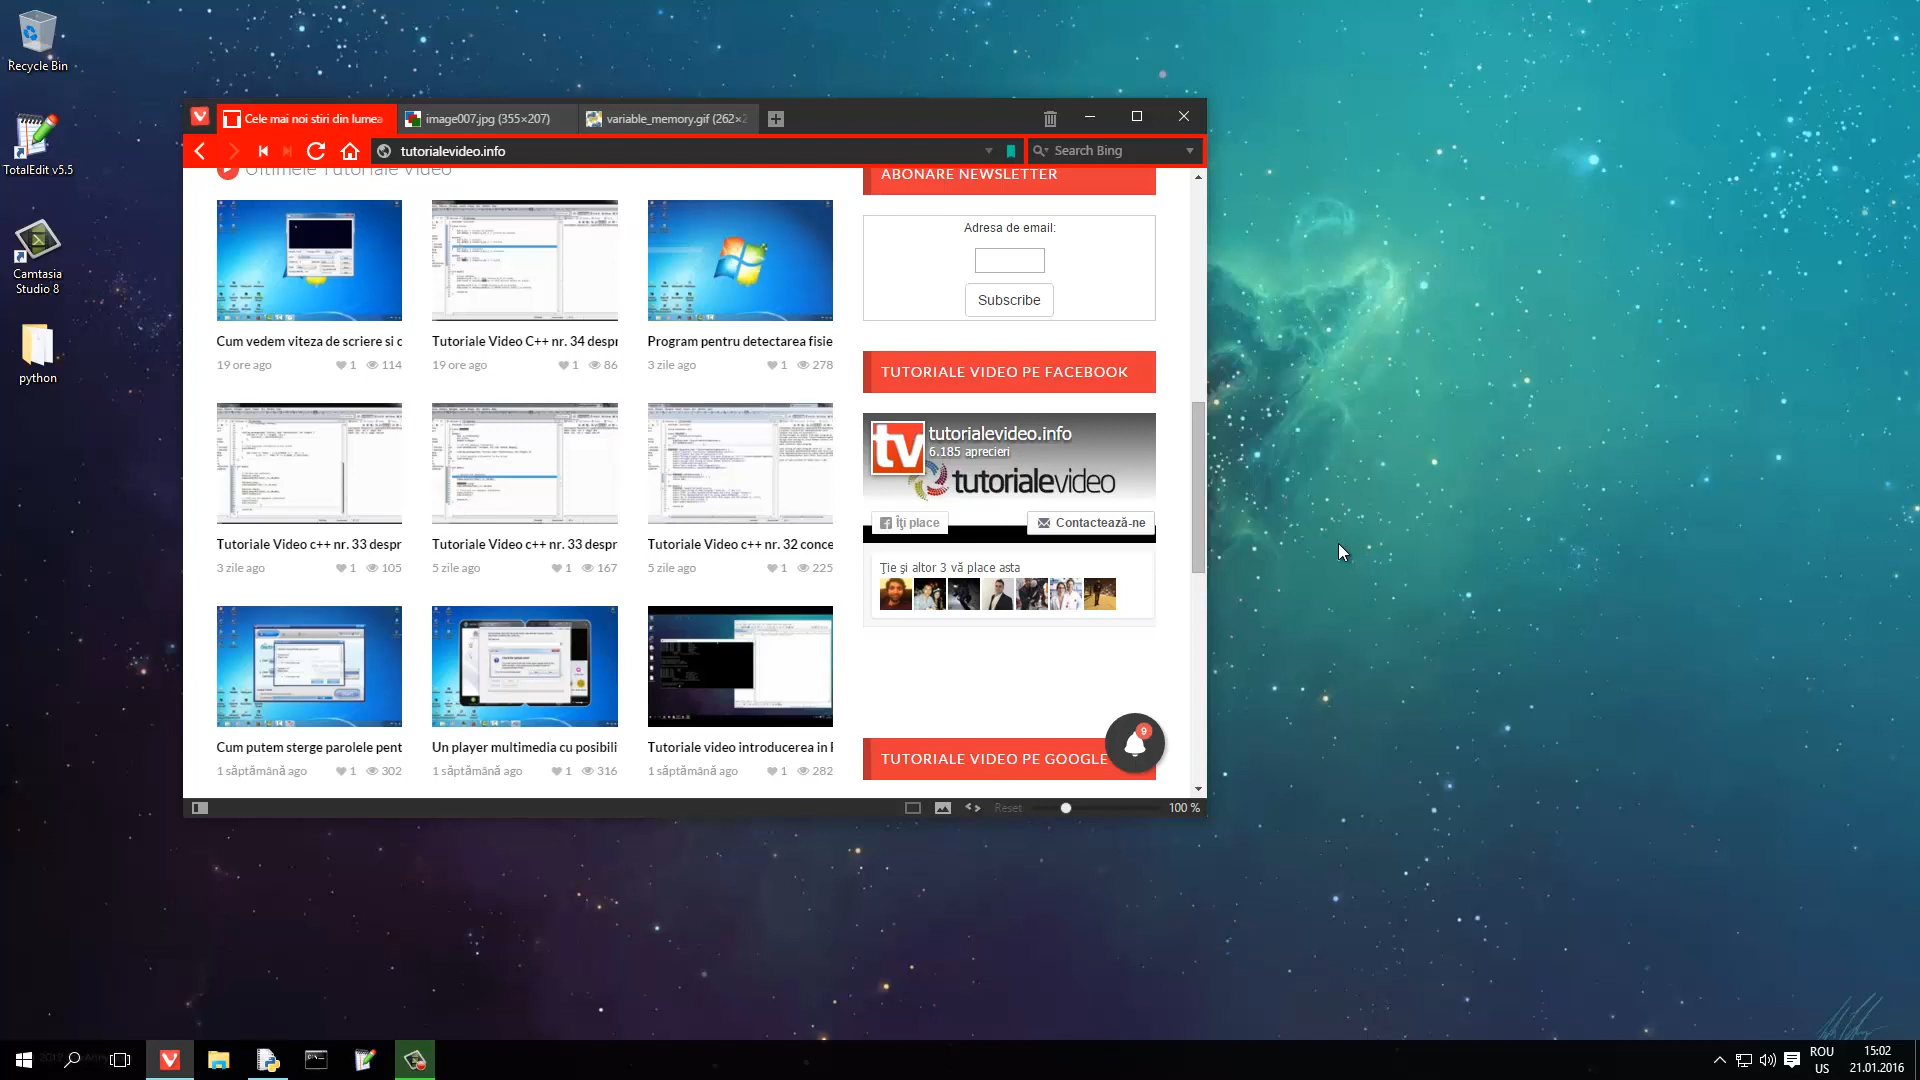 Recycle Bin
TotalEdit v5.5
Camtasia
Studio 8
python
Cele mai noi stiri din lumea
image007.jpg (355×207)
variable_memory.gif (262×2
tutorialevideo.info
Search Bing
Ultimele Tutoriale Video
Cum vedem viteza de scriere si c
19 ore ago 1 114
Tutoriale Video C++ nr. 34 despr
19 ore ago 1 86
Program pentru detectarea fisie
3 zile ago 1 278
Tutoriale Video c++ nr. 33 despr
3 zile ago 1 105
Tutoriale Video c++ nr. 33 despr
5 zile ago 1 167
Tutoriale Video c++ nr. 32 conce
5 zile ago 1 225
Cum putem sterge parolele pent
1 săptămână ago 1 302
Un player multimedia cu posibili
1 săptămână ago 1 316
Tutoriale video introducerea in
1 săptămână ago 1 282
ABONARE NEWSLETTER
Adresa de email:
Subscribe
TUTORIALE VIDEO PE FACEBOOK
tv
tutorialevideo.info
6.185 aprecieri
tutorialevideo
Îţi place
Contactează-ne
Ţie şi altor 3 vă place asta
TUTORIALE VIDEO PE GOOGLE
9
Reset
100 %
ROU
US
15:02
21.01.2016